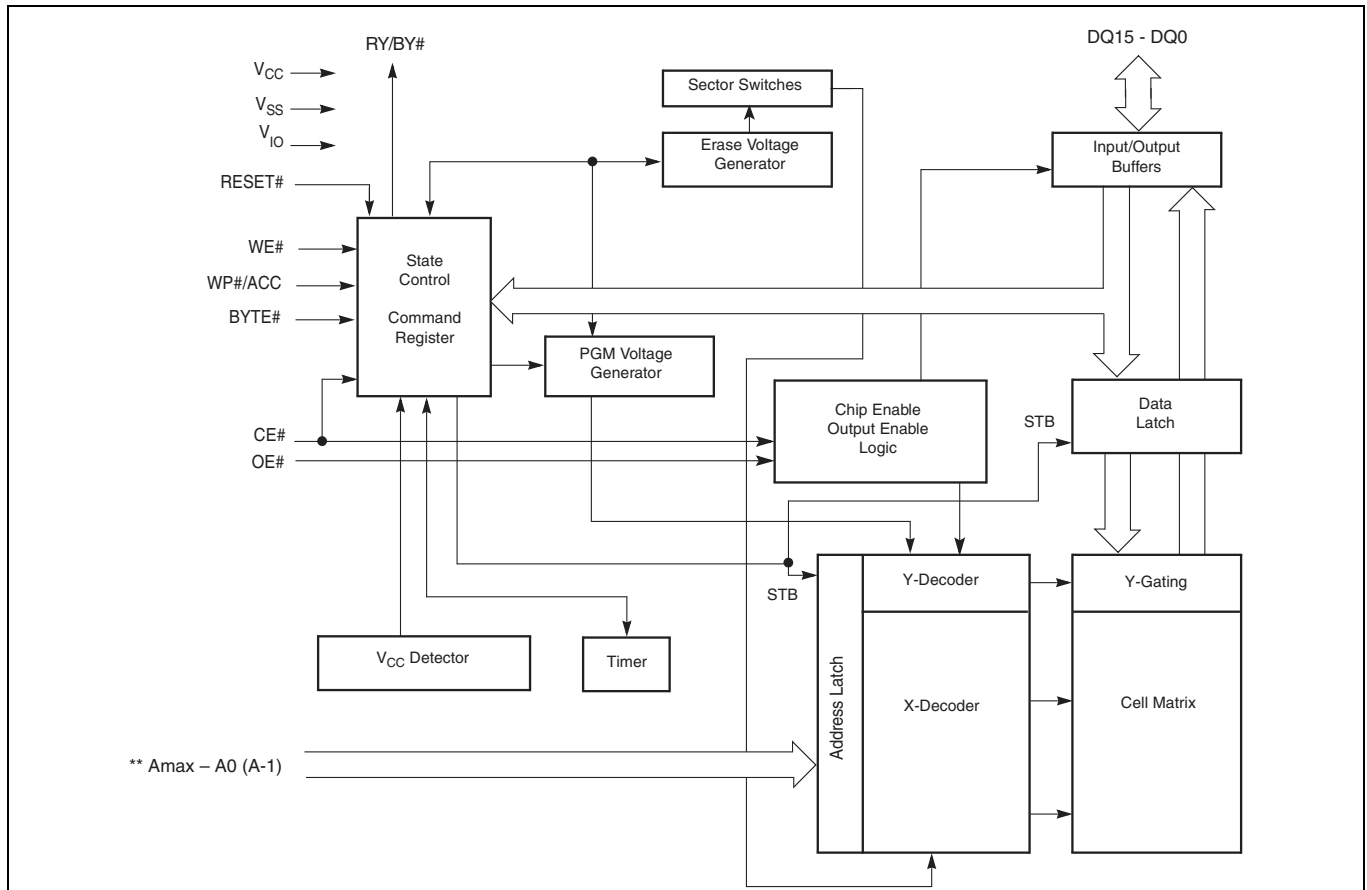 RY/BY#
DQ15 - DQ0
VCC
VSS
VIO
Sector Switches
Erase Voltage
Generator
Input/Output
Buffers
RESET#
WE#
WP#/ACC
BYTE#
State
Control
Command
Register
PGM Voltage
Generator
CE#
OE#
Chip Enable
Output Enable
Logic
STB
Data
Latch
STB
Y-Decoder
Y-Gating
VCC Detector
Timer
Address Latch
X-Decoder
Cell Matrix
** Amax – A0 (A-1)